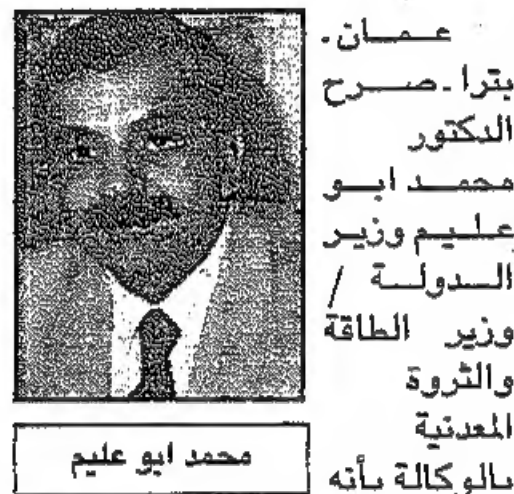 عمان-
بترا-صرح
الدكتور
محمد ابو
عليم وزير
الدولة /
وزير الطاقة
والثروة
المعدنية
بالوكالة بأنه
محمد ابو عليم